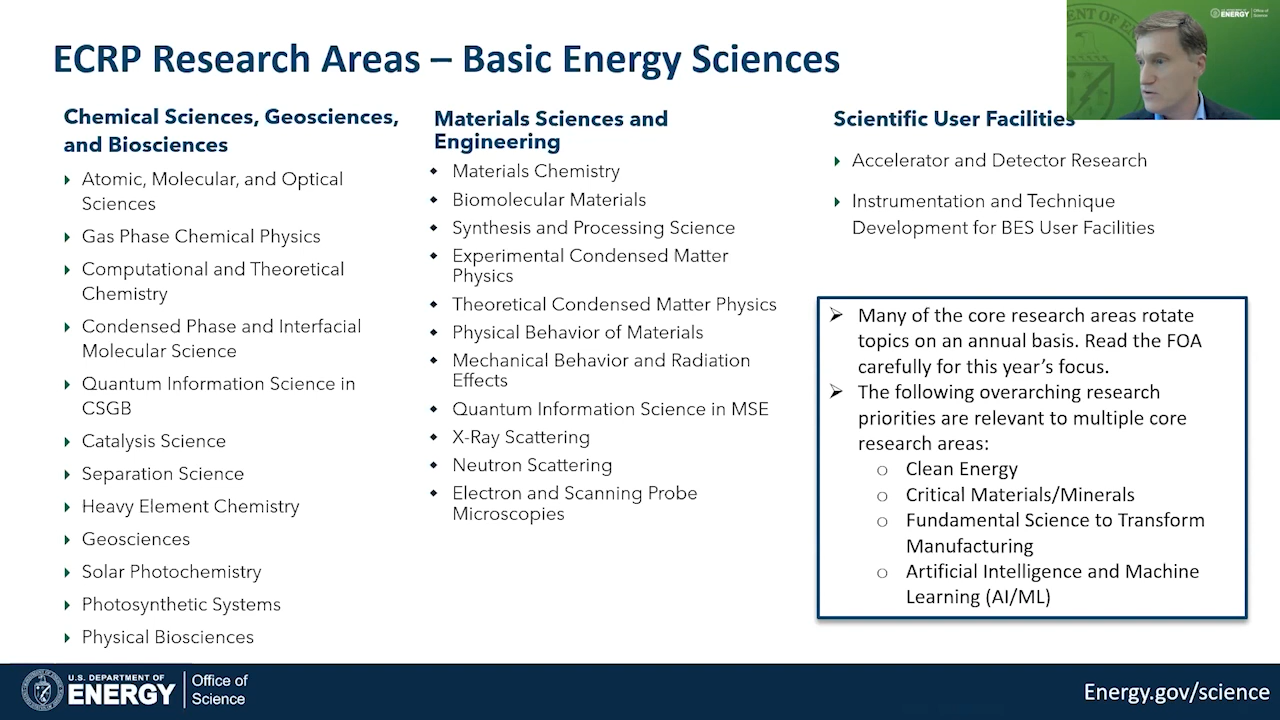 ECRP Research Areas – Basic Energy Sciences
Chemical Sciences, Geosciences,
and Biosciences
Atomic, Molecular, and Optical
Sciences
Gas Phase Chemical Physics
Computational and Theoretical
Chemistry
Condensed Phase and Interfacial
Molecular Science
Quantum Information Science in
CSGB
Catalysis Science
Separation Science
Heavy Element Chemistry
Geosciences
Solar Photochemistry
Photosynthetic Systems
Physical Biosciences
Materials Sciences and
Engineering
Materials Chemistry
Biomolecular Materials
Synthesis and Processing Science
Experimental Condensed Matter
Physics
Theoretical Condensed Matter Physics
Physical Behavior of Materials
Mechanical Behavior and Radiation
Effects
Quantum Information Science in MSE
X-Ray Scattering
Neutron Scattering
Electron and Scanning Probe
Microscopies
Scientific User Facilities
Accelerator and Detector Research
Instrumentation and Technique
Development for BES User Facilities
Many of the core research areas rotate
topics on an annual basis. Read the FOA
carefully for this year's focus.
The following overarching research
priorities are relevant to multiple core
research areas:
Clean Energy
Critical Materials/Minerals
Fundamental Science to Transform
Manufacturing
Artificial Intelligence and Machine
Learning (AI/ML)
ENERGY
Office of
Science
U.S. DEPARTMENT OF
ENERGY
Office of
Science
Energy.gov/science